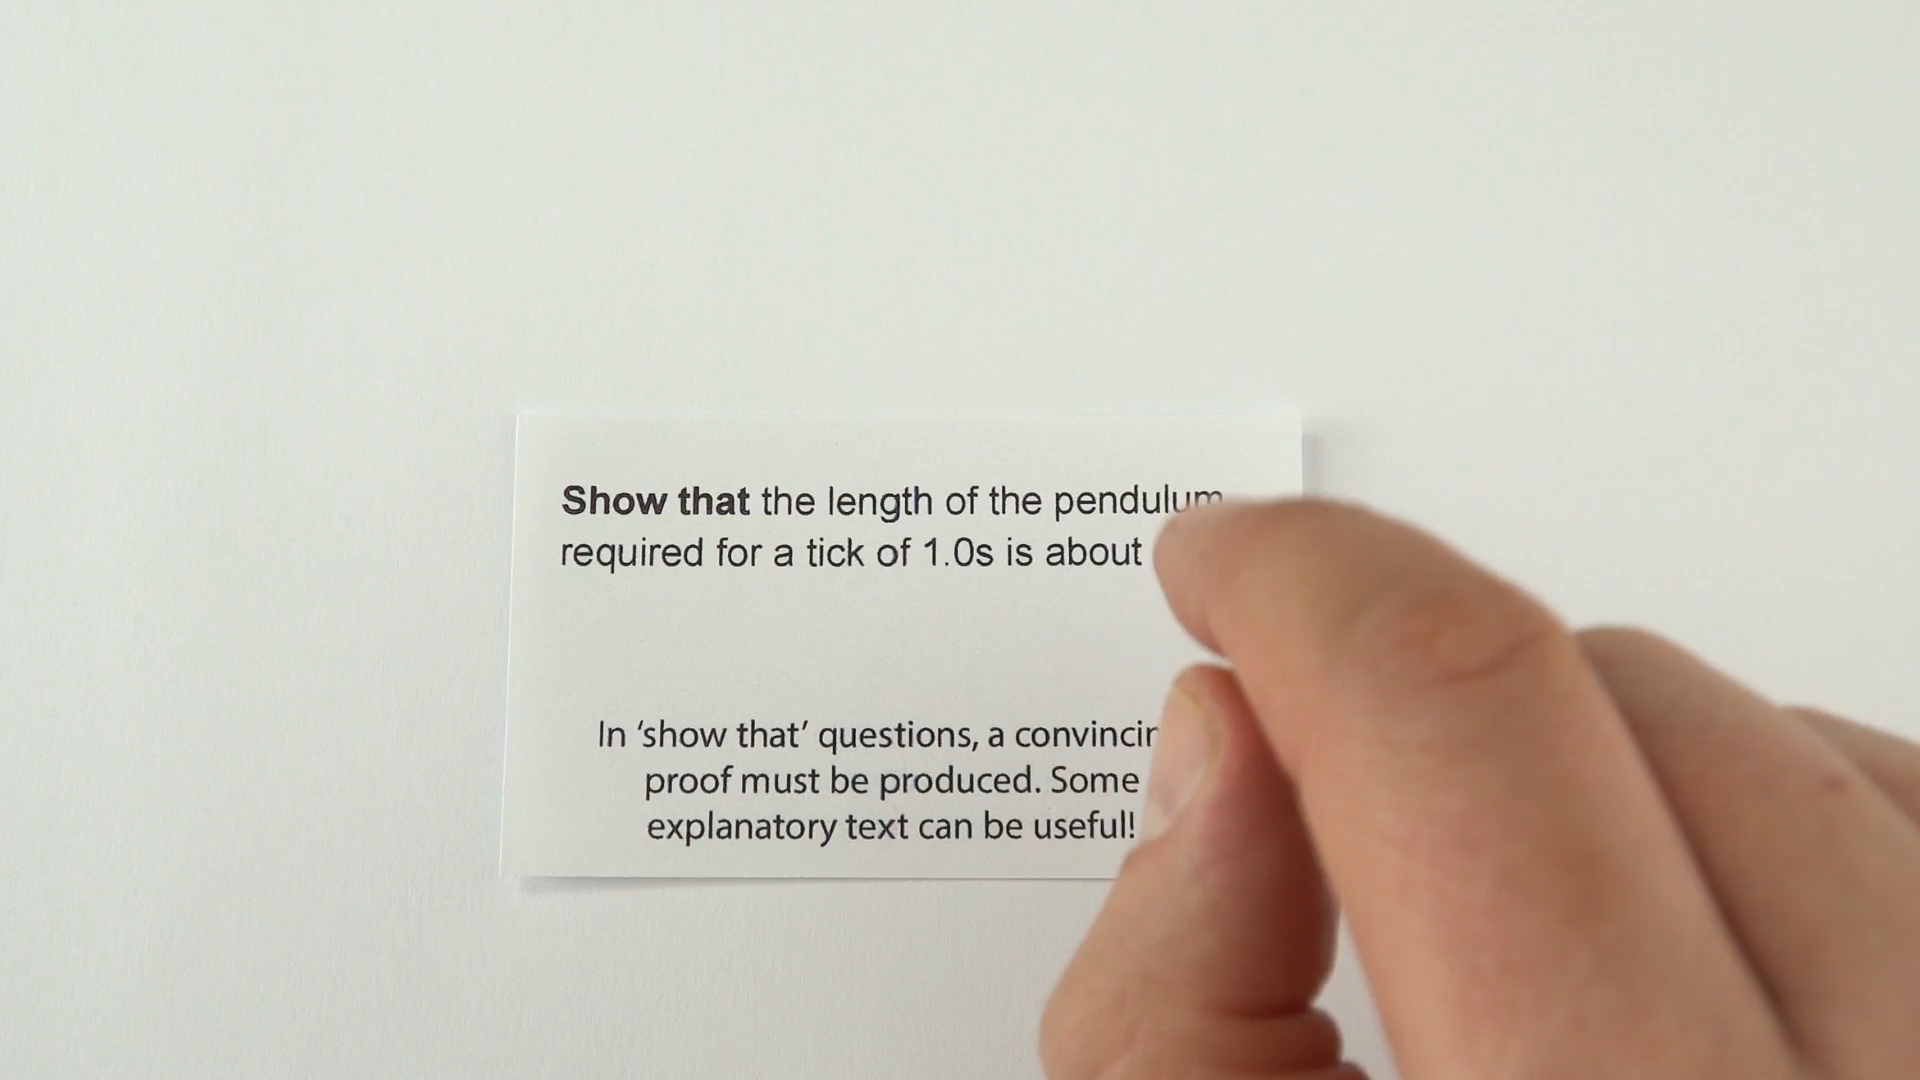 Show that the length of the pendulum
required for a tick of 1.0s is about
In ‘show that’ questions, a
proof must be produced. Some
explanatory text can be useful!